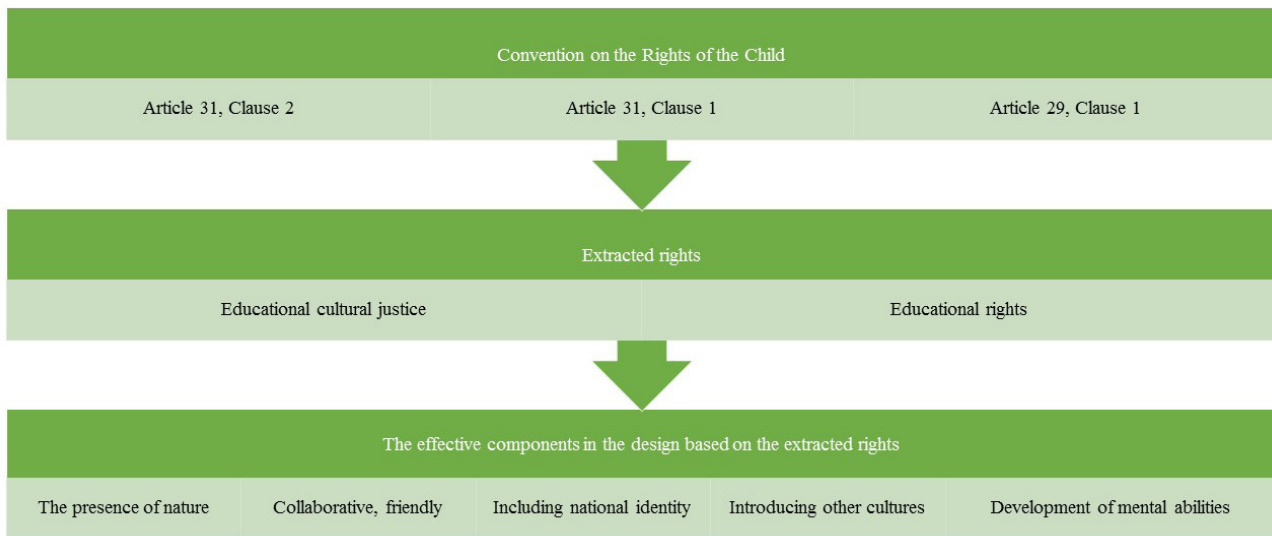 Convention on the Rights of the Child
Article 31, Clause 2
Article 31, Clause 1
Article 29, Clause 1
Extracted rights
Educational cultural justice
Educational rights
The effective components in the design based on the extracted rights
The presence of nature
Collaborative, friendly
Including national identity
Introducing other cultures
Development of mental abilities